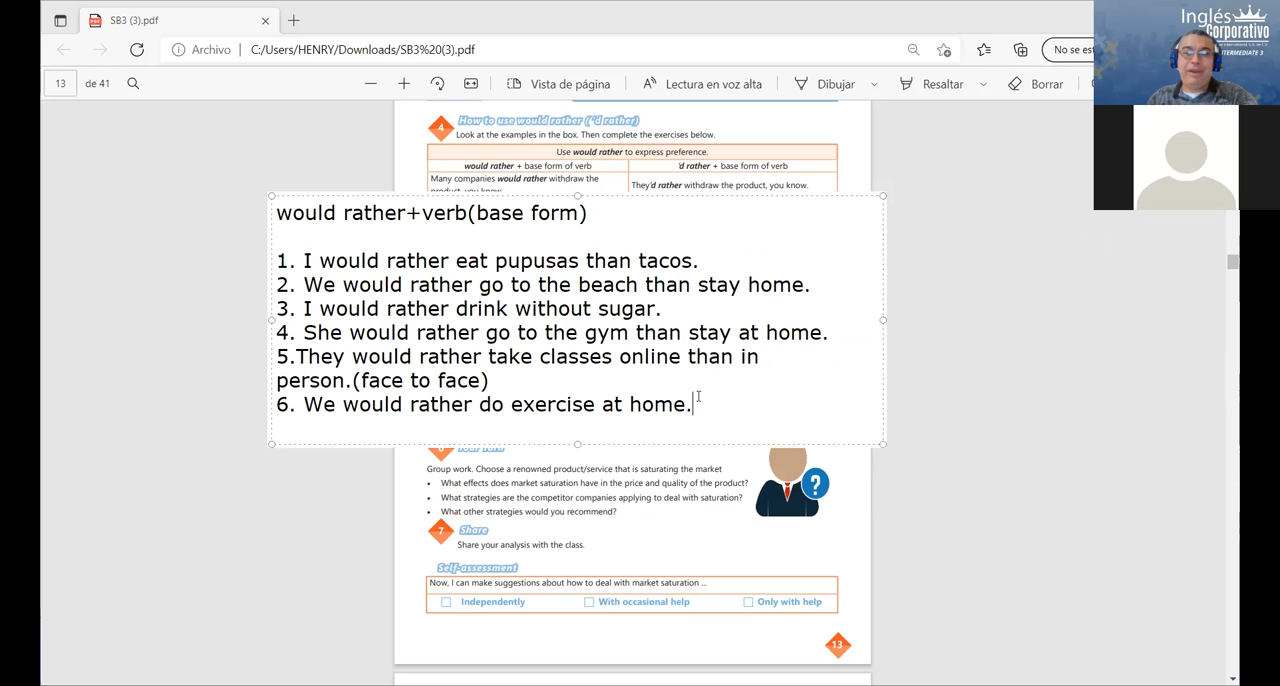 SB3 (3).pdf
Archivo
C:/Users/HENRY/Downloads/SB3%20(3).pdf
No se est
13 de 41
Vista de página
Lectura en voz alta
Dibujar
Resaltar
Borrar
Inglés
Corporativo
INTERMEDIATE 3
4 How to use would rather ('d rather)
Look at the examples in the box. Then complete the exercises below.
Use would rather to express preference.
would rather + base form of verb
'd rather + base form of verb
Many companies would rather withdraw the
They'd rather withdraw the product, you know.
would rather+verb(base form)
1. I would rather eat pupusas than tacos.
2. We would rather go to the beach than stay home.
3. I would rather drink without sugar.
4. She would rather go to the gym than stay at home.
5.They would rather take classes online than in
person.(face to face)
6. We would rather do exercise at home.
Group work. Choose a renowned product/service that is saturating the market
• What effects does market saturation have in the price and quality of the product?
• What strategies are the competitor companies applying to deal with saturation?
• What other strategies would you recommend?
?
7 Share
Share your analysis with the class.
Self-assessment
Now, I can make suggestions about how to deal with market saturation ...
Independently
With occasional help
Only with help
13